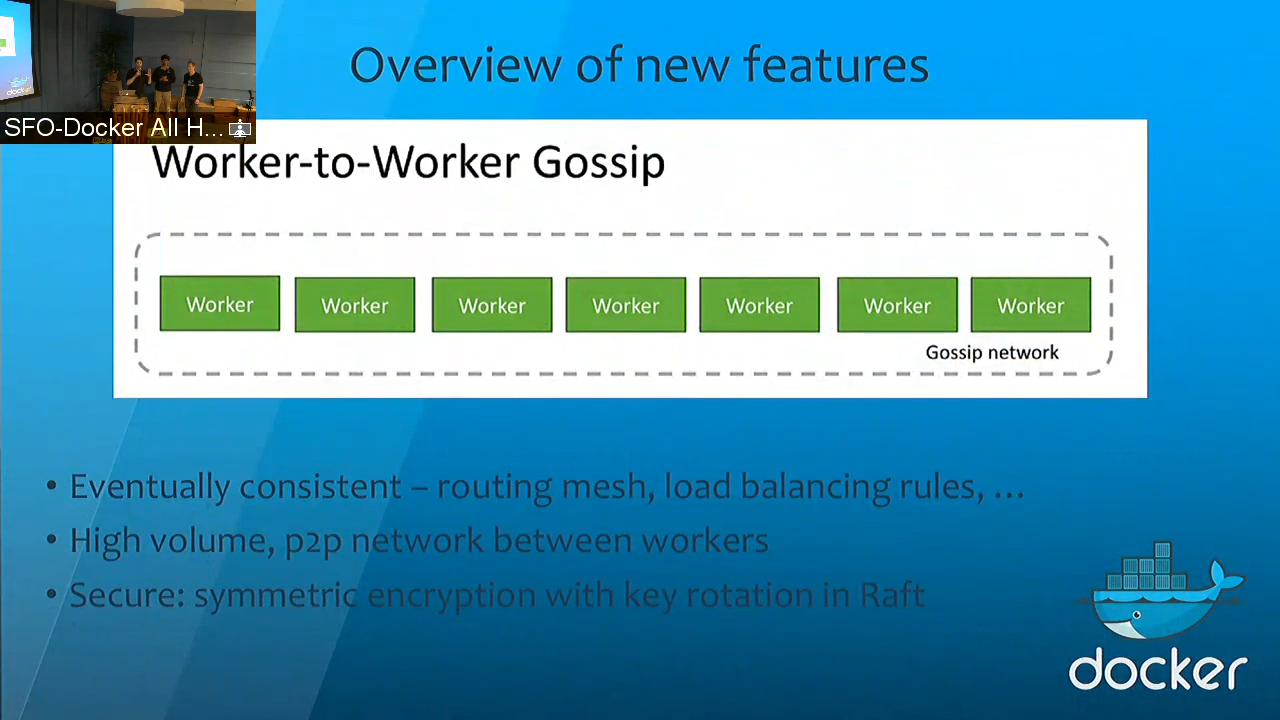 Overview of new features
docker
SFO-Docker All H...
Worker-to-Worker Gossip
Worker Worker Worker Worker Worker Worker Worker
Gossip network
• Eventually consistent – routing mesh, load balancing rules, ...
• High volume, p2p network between workers
• Secure: symmetric encryption with key rotation in Raft
docker